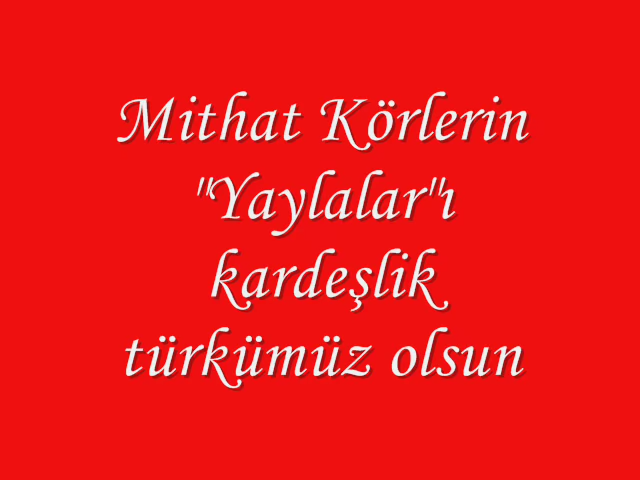 Mithat Körlerin
"Yaylalar"ı
kardeşlik
türkümüz olsun